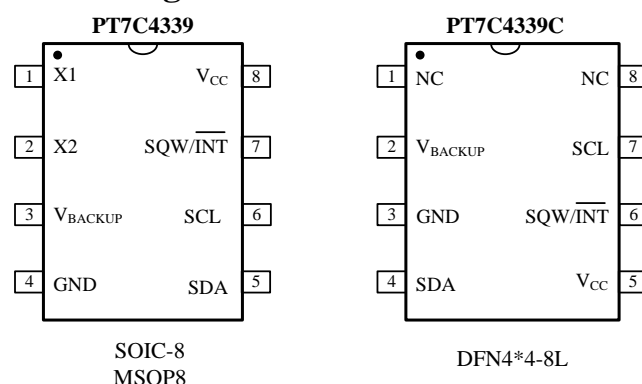 PT7C4339
1 X1 VCC 8
2 X2 SQW/INT 7
3 VBACKUP SCL 6
4 GND SDA 5
SOIC-8
MSOP8
PT7C4339C
1 NC NC 8
2 VBACKUP SCL 7
3 GND SQW/INT 6
4 SDA VCC 5
DFN4*4-8L